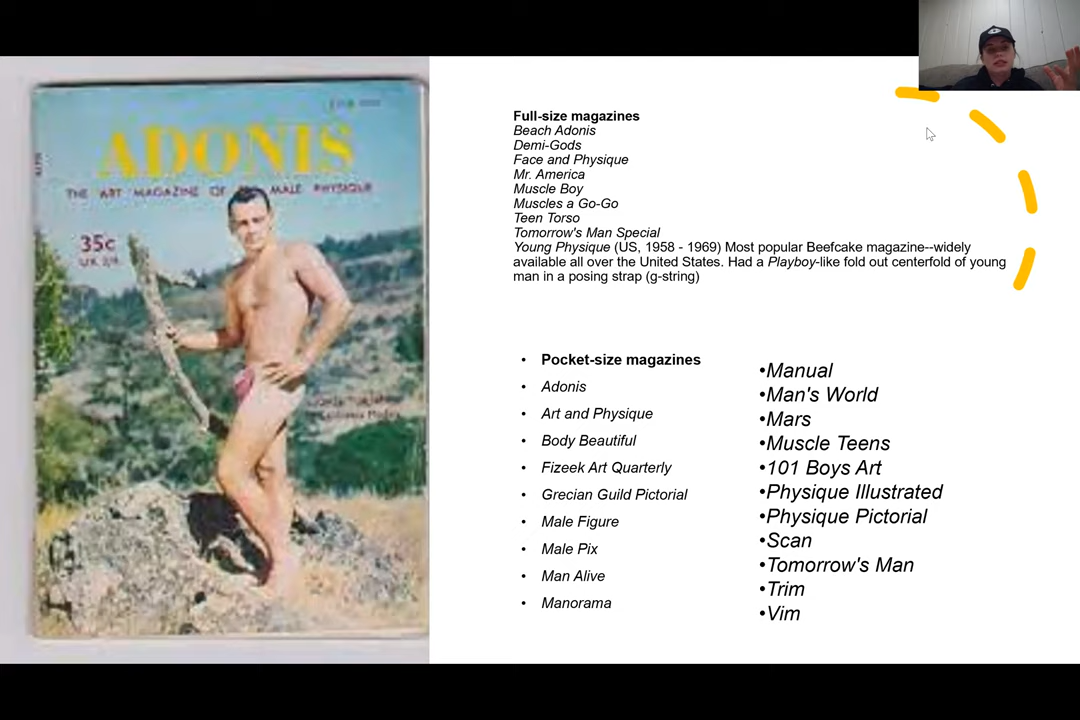 ADONIS
THE ART MAGAZINE OF THE MALE PHYSIQUE
35c
Full-size magazines
Beach Adonis
Demi-Gods
Face and Physique
Mr. America
Muscle Boy
Muscles a Go-Go
Teen Torso
Tomorrow's Man Special
Young Physique (US, 1958 - 1969) Most popular Beefcake magazine--widely
available all over the United States. Had a Playboy-like fold out centerfold of young
man in a posing strap (g-string)
• Pocket-size magazines
• Adonis
• Art and Physique
• Body Beautiful
• Fizeek Art Quarterly
• Grecian Guild Pictorial
• Male Figure
• Male Pix
• Man Alive
• Manorama
•Manual
•Man's World
•Mars
•Muscle Teens
•101 Boys Art
•Physique Illustrated
•Physique Pictorial
•Scan
•Tomorrow's Man
•Trim
•Vim